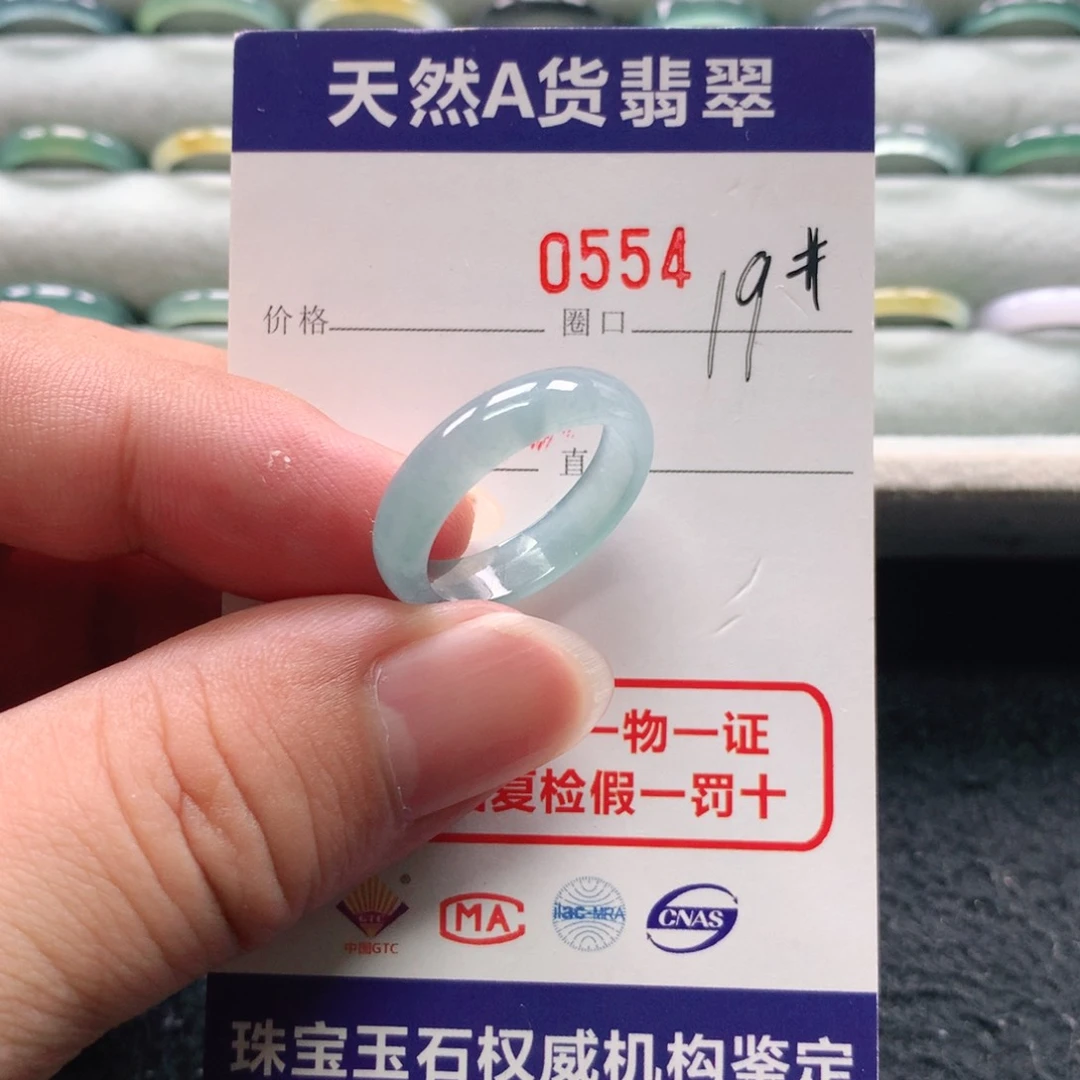 天然A货翡翠
0554
19#
价格 圈口
直
一物一证
复检假一罚十
GTC
中国GTC
MA
ilac-MRA
CNAS
珠宝玉石权威机构鉴定